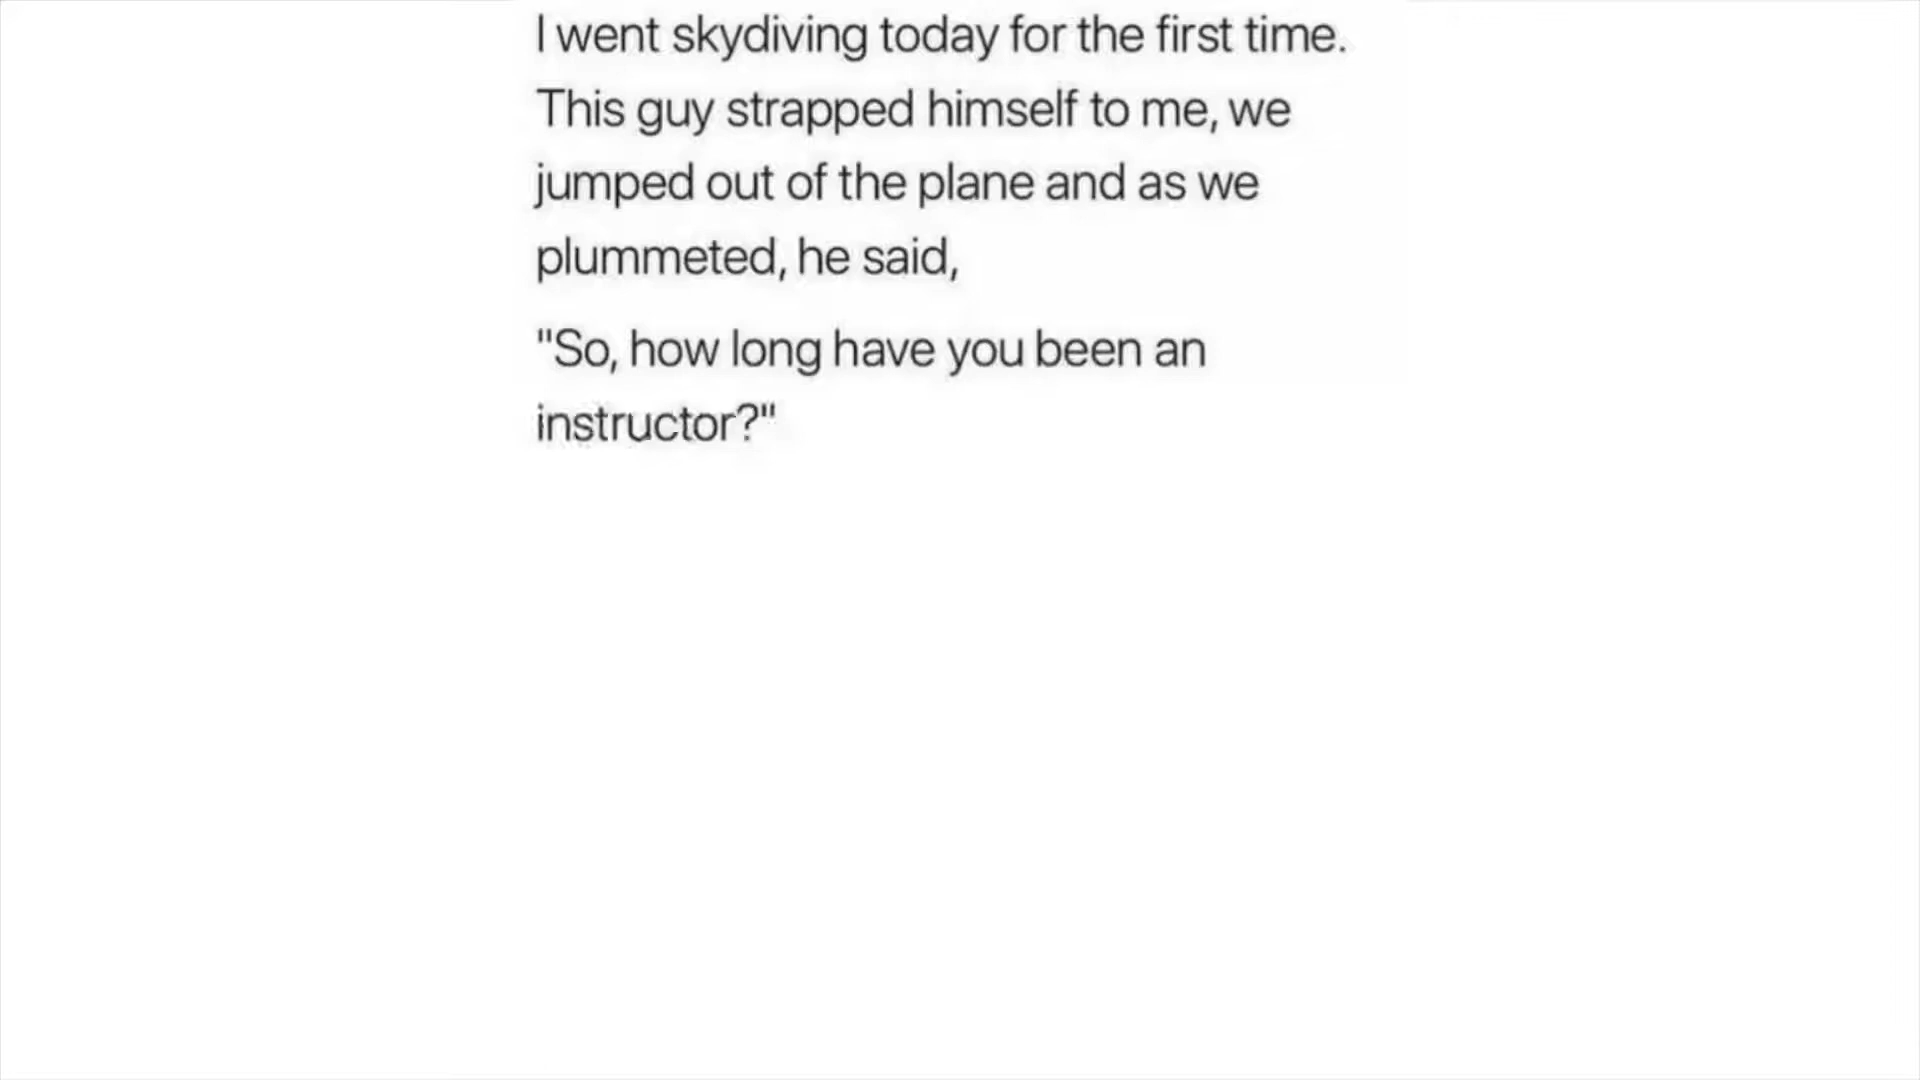 I went skydiving today for the first time.
This guy strapped himself to me, we
jumped out of the plane and as we
plummeted, he said,
"So, how long have you been an
instructor?"